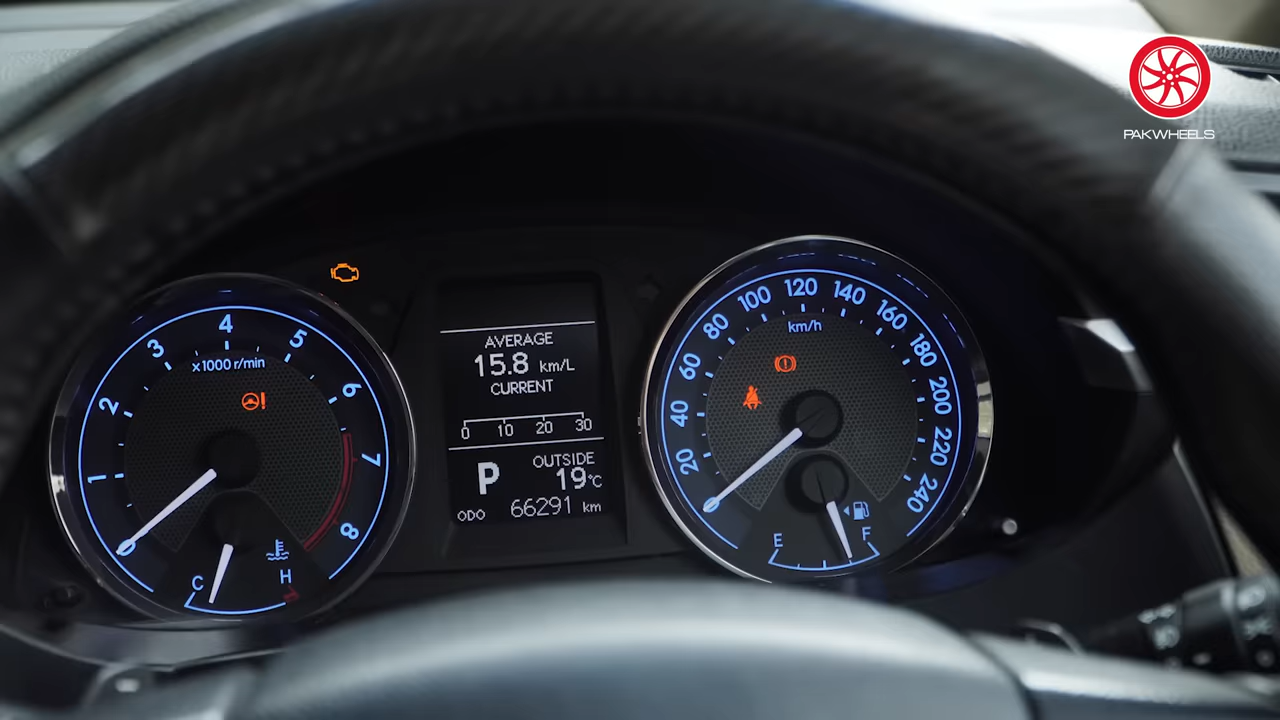 PAKWHEELS
0
1
2
3
4
5
6
7
8
x1000 r/min
C
H
AVERAGE
15.8 km/L
CURRENT
0 10 20 30
P
OUTSIDE
19°C
ODO 66291 km
0
20
40
60
80
100
120
140
160
180
200
220
240
km/h
E
F